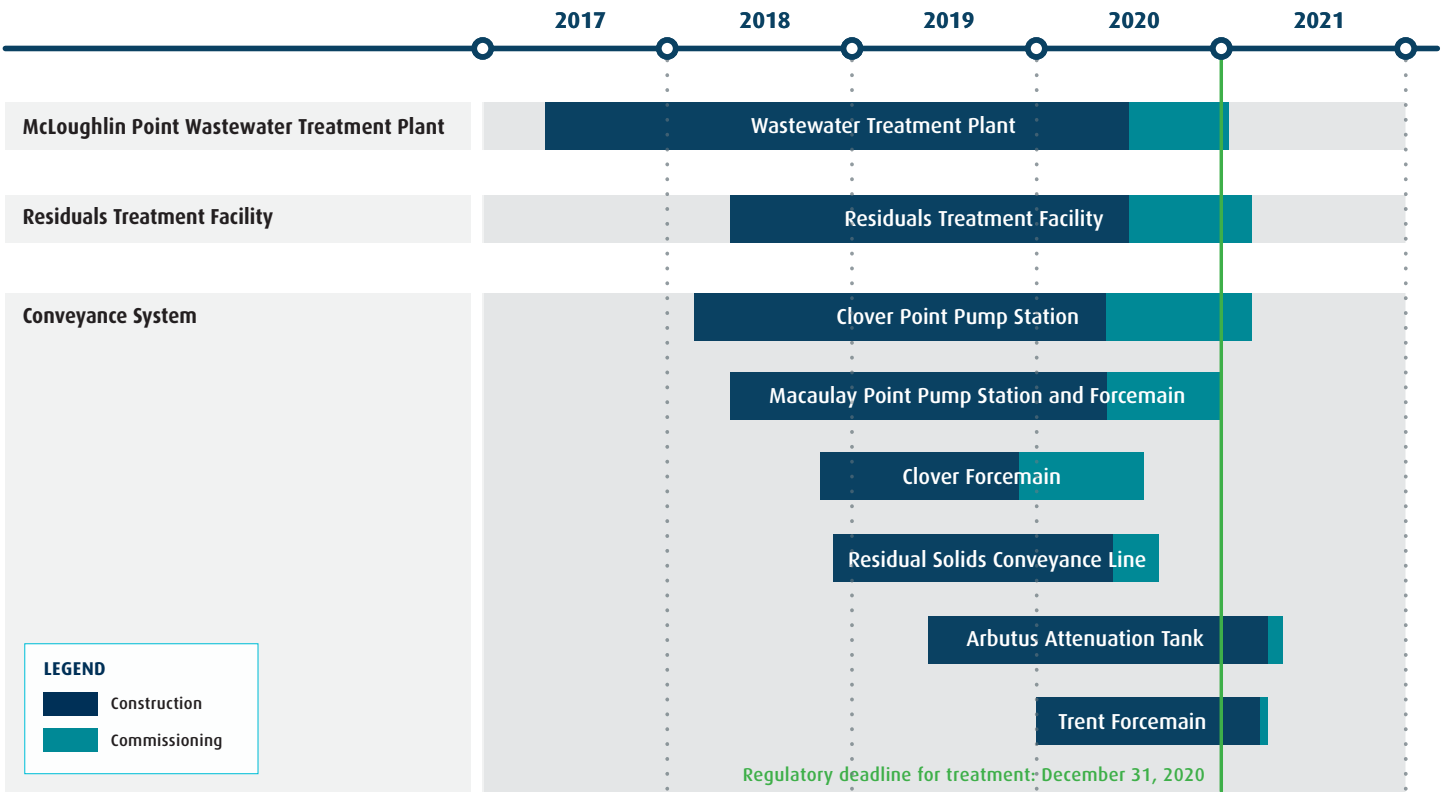 2017 2018 2019 2020 2021
McLoughlin Point Wastewater Treatment Plant
Wastewater Treatment Plant
Residuals Treatment Facility
Residuals Treatment Facility
Conveyance System
Clover Point Pump Station
Macaulay Point Pump Station and Forcemain
Clover Forcemain
Residual Solids Conveyance Line
Arbutus Attenuation Tank
Trent Forcemain
LEGEND
Construction
Commissioning
Regulatory deadline for treatment: December 31, 2020